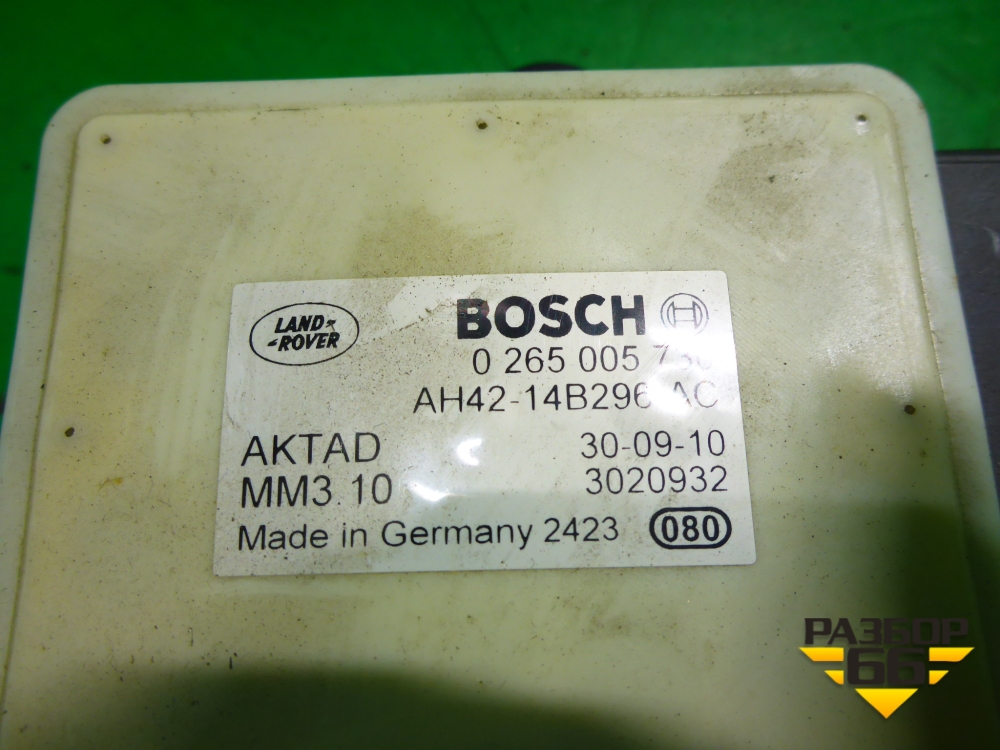 LAND-
-ROVER
BOSCH
0 265 005
AH42-14B296 AC
AKTAD
30-09-10
MM3.10
3020932
Made in Germany 2423
080
РАЗБОР
66